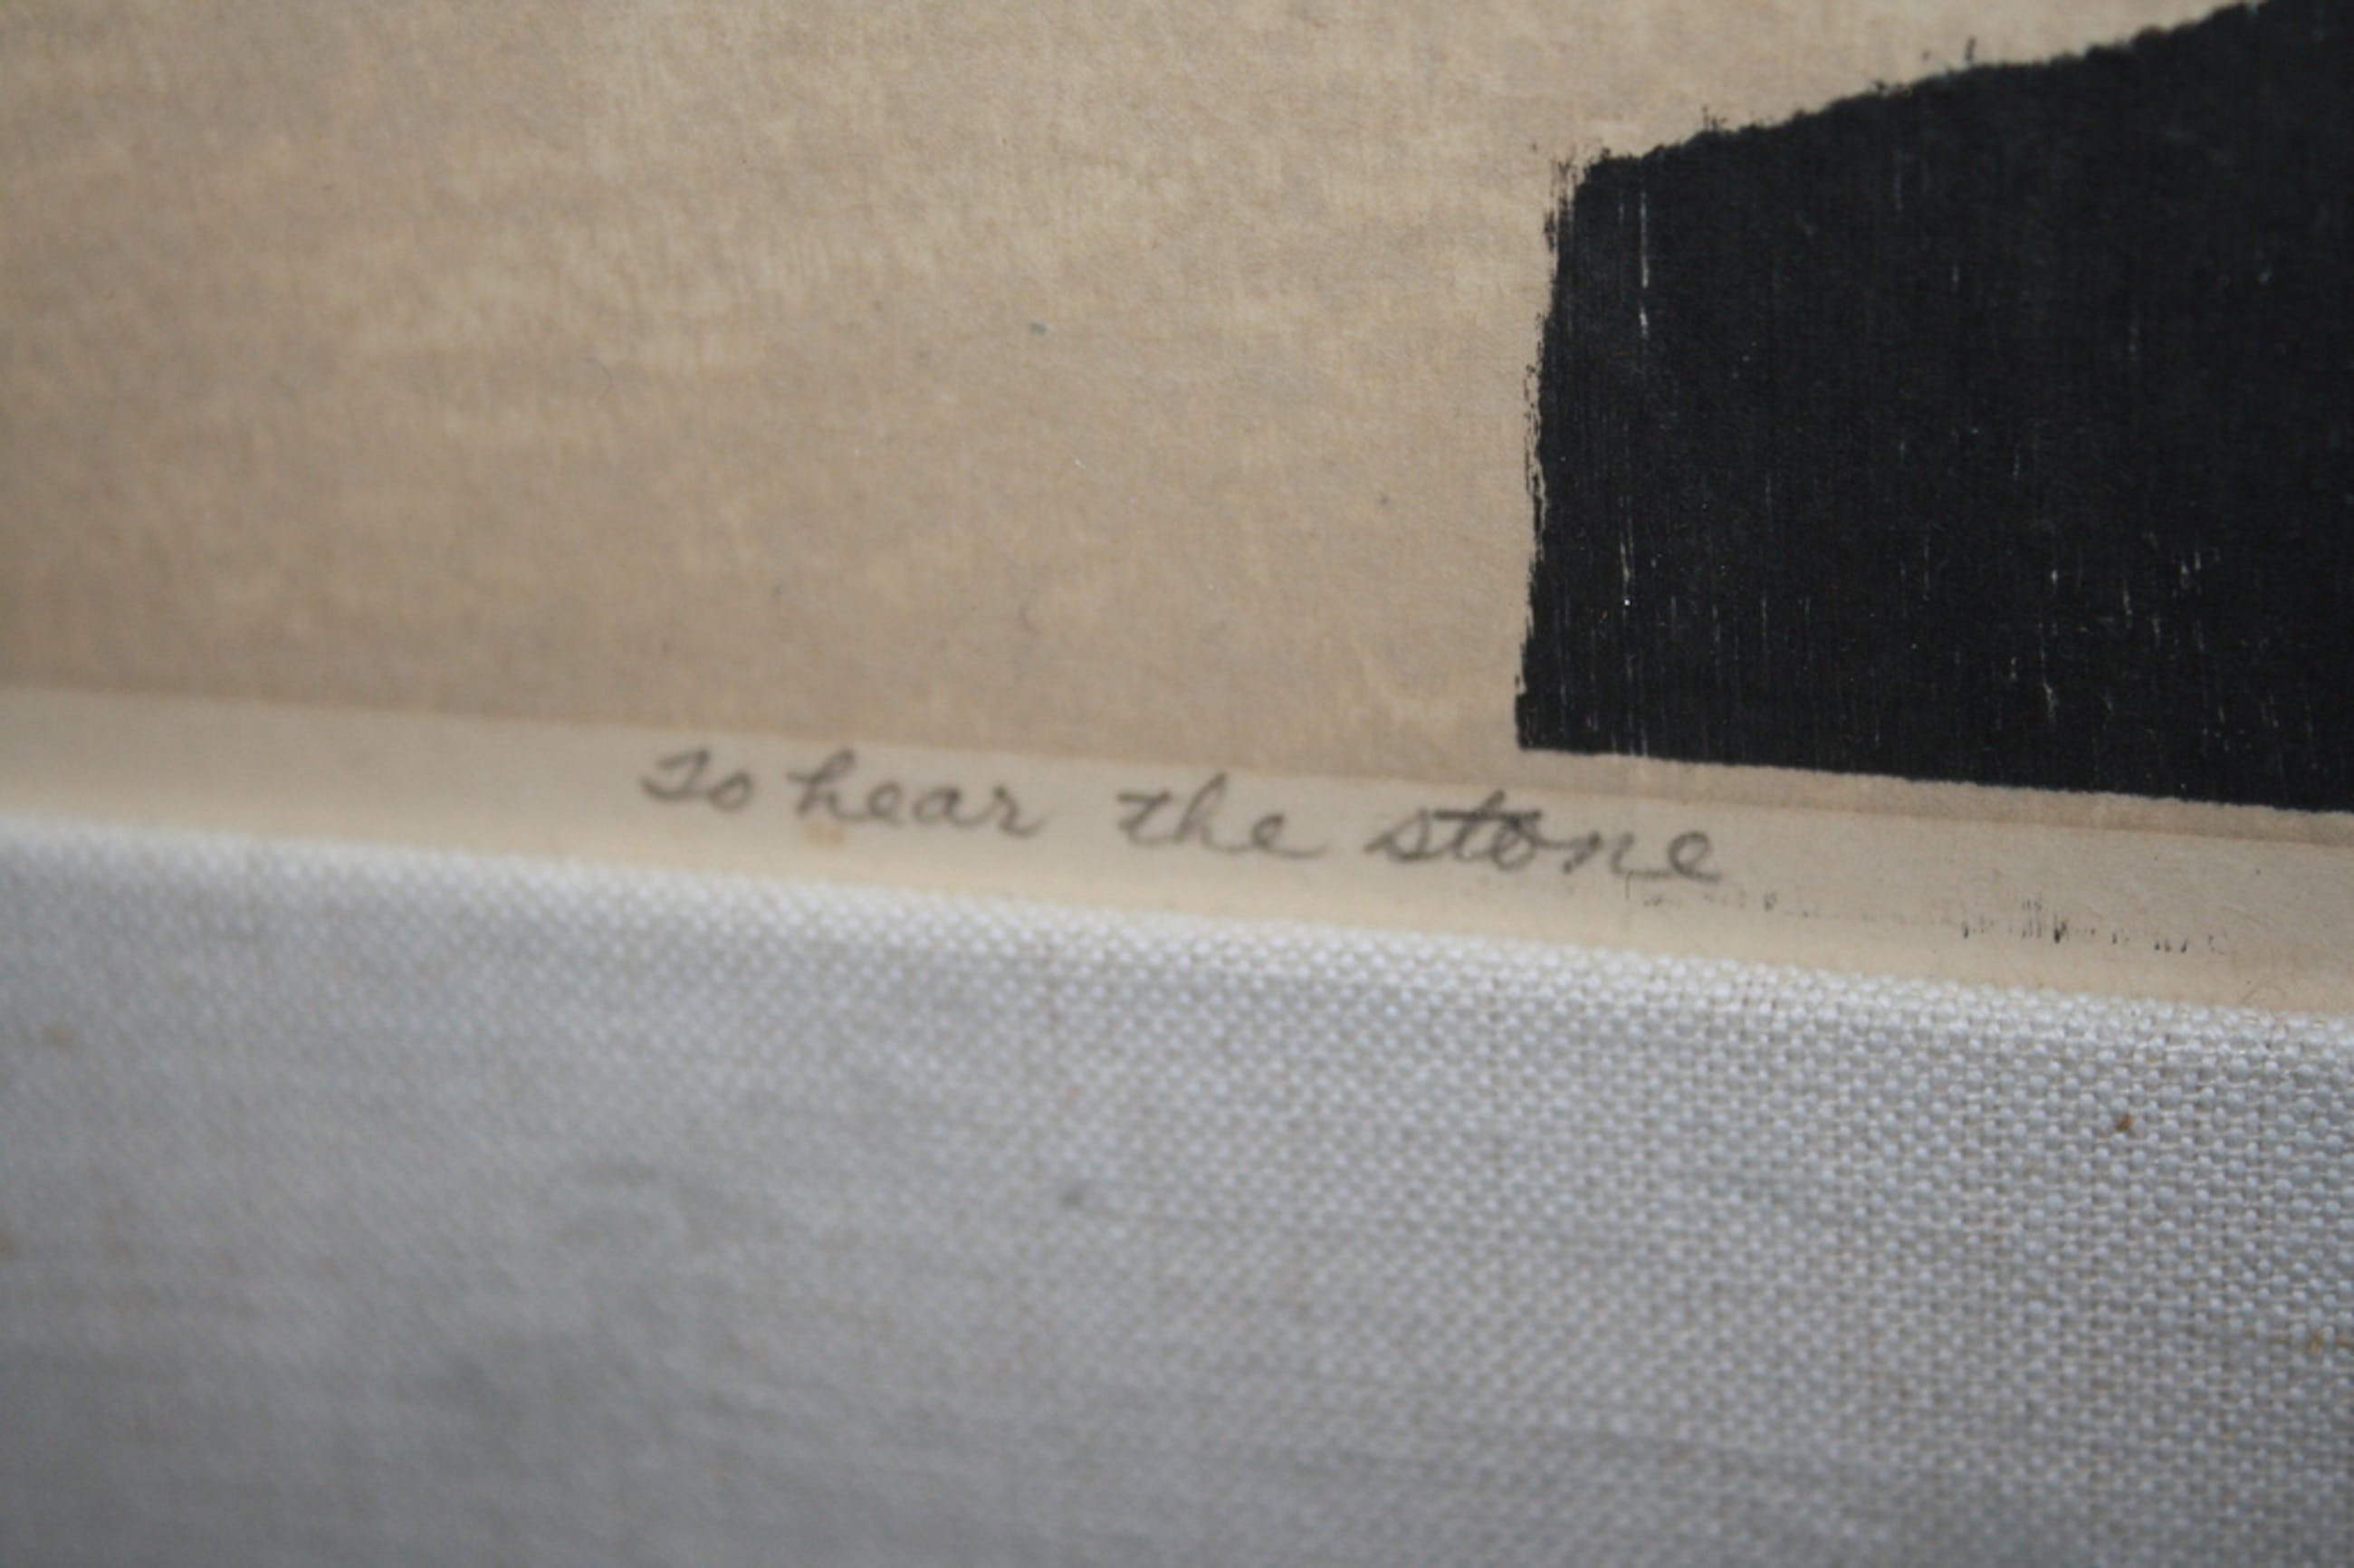 To hear the stone